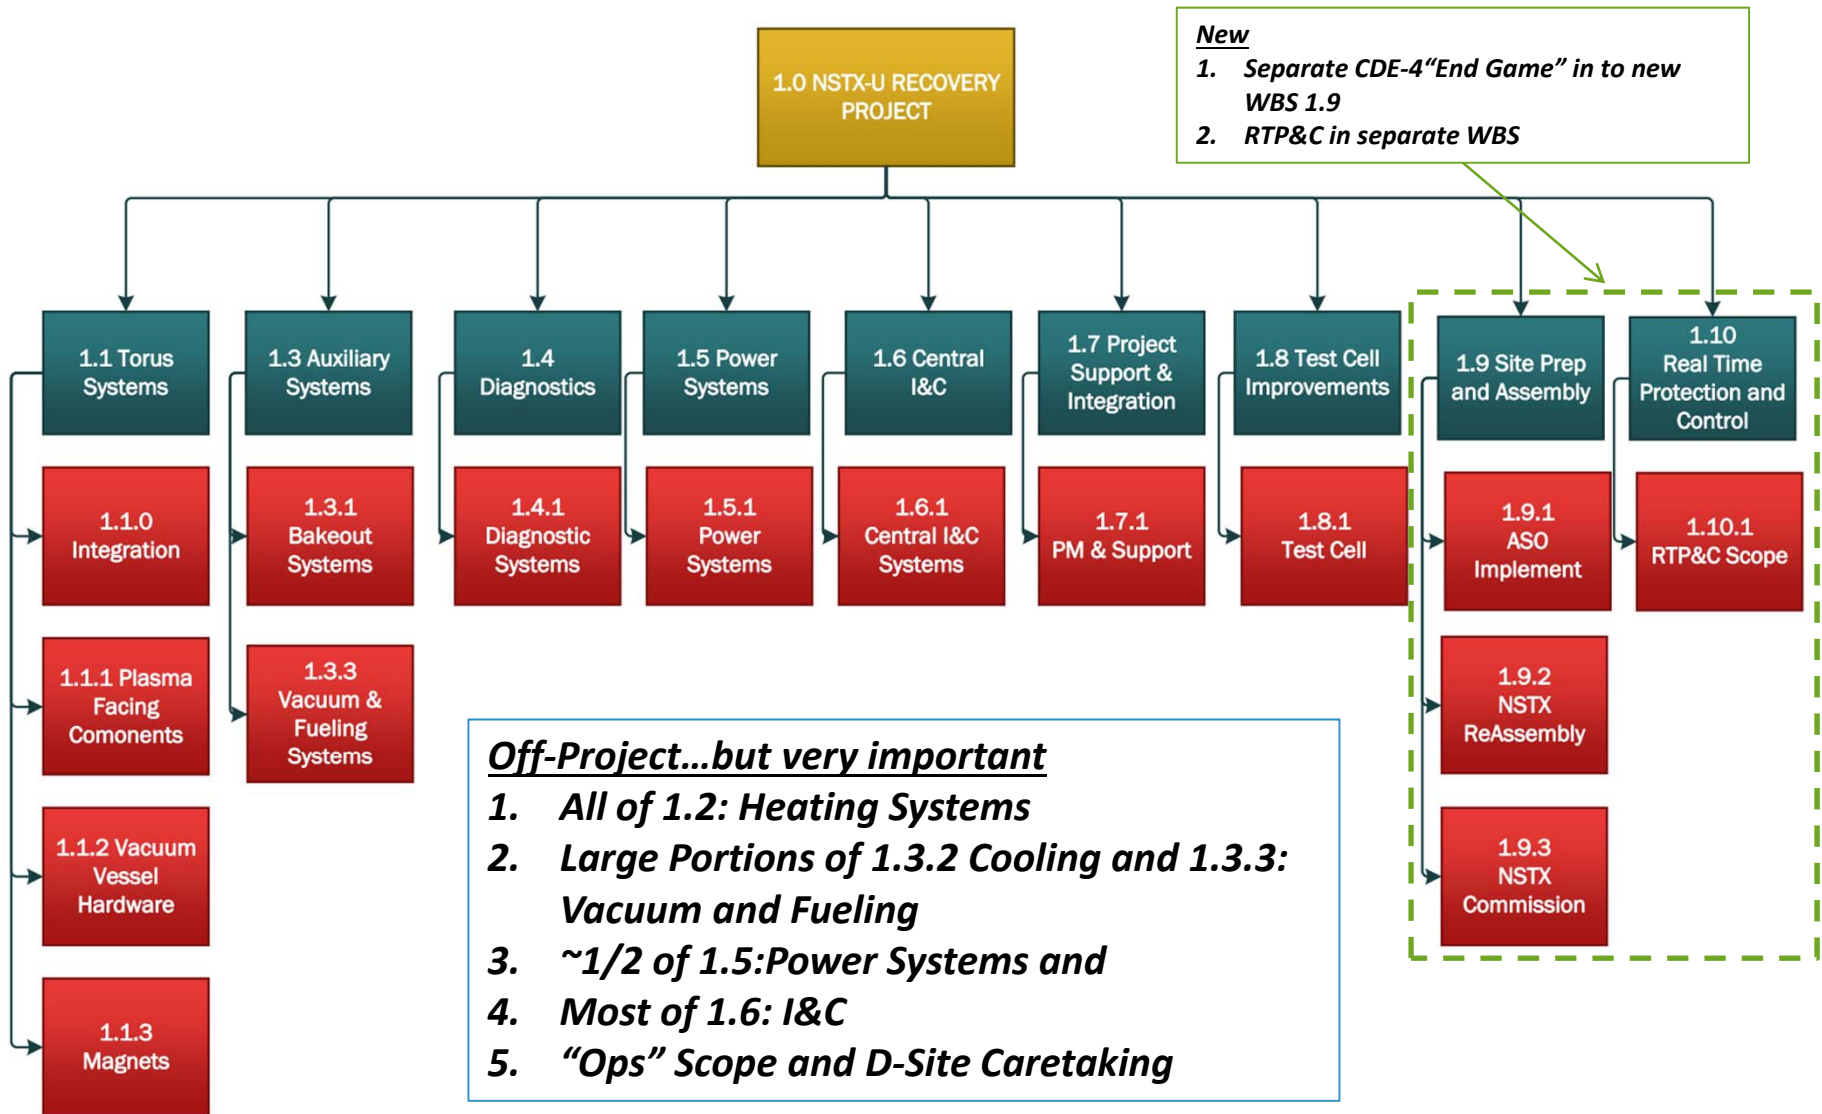 New
1. Separate CDE-4“End Game” in to new
WBS 1.9
2. RTP&C in separate WBS
1.0 NSTX-U RECOVERY
PROJECT
1.1 Torus
Systems
1.3 Auxiliary
Systems
1.4
Diagnostics
1.5 Power
Systems
1.6 Central
I&C
1.7 Project
Support &
Integration
1.8 Test Cell
Improvements
1.9 Site Prep
and Assembly
1.10
Real Time
Protection and
Control
1.1.0
Integration
1.3.1
Bakeout
Systems
1.4.1
Diagnostic
Systems
1.5.1
Power
Systems
1.6.1
Central I&C
Systems
1.7.1
PM & Support
1.8.1
Test Cell
1.9.1
ASO
Implement
1.10.1
RTP&C Scope
1.1.1 Plasma
Facing
Comonents
1.3.3
Vacuum &
Fueling
Systems
1.9.2
NSTX
ReAssembly
1.1.2 Vacuum
Vessel
Hardware
1.9.3
NSTX
Commission
1.1.3
Magnets
Off-Project...but very important
1. All of 1.2: Heating Systems
2. Large Portions of 1.3.2 Cooling and 1.3.3:
Vacuum and Fueling
3. ~1/2 of 1.5:Power Systems and
4. Most of 1.6: I&C
5. “Ops” Scope and D-Site Caretaking